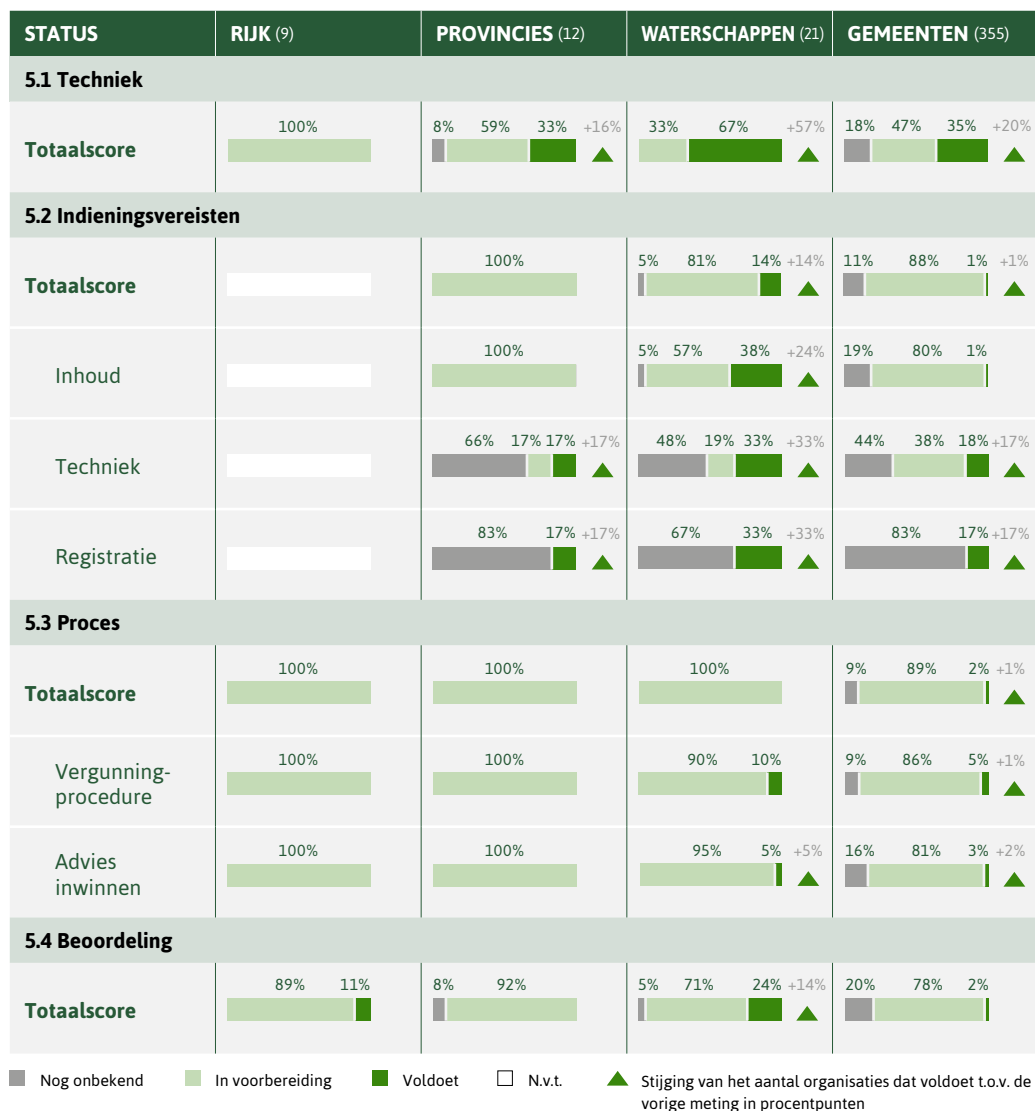 STATUS RIJK (9) PROVINCIES (12) WATERSCHAPPEN (21) GEMEENTEN (355)
5.1 Techniek
100% 8% 59% 33% +16% 33% 67% +57% 18% 47% 35% +20%
Totaalscore
5.2 Indieningsvereisten
100% 5% 81% 14% +14% 11% 88% 1% +1%
Totaalscore
100% 5% 57% 38% +24% 19% 80% 1%
Inhoud
66% 17% 17% +17% 48% 19% 33% +33% 44% 38% 18% +17%
Techniek
83% 17% +17% 67% 33% +33% 83% 17% +17%
Registratie
5.3 Proces
100% 100% 100% 9% 89% 2% +1%
Totaalscore
100% 100% 90% 10% 9% 86% 5% +1%
Vergunning-
procedure
100% 100% 95% 5% +5% 16% 81% 3% +2%
Advies
inwinnen
5.4 Beoordeling
89% 11% 8% 92% 5% 71% 24% +14% 20% 78% 2%
Totaalscore
Nog onbekend In voorbereiding Voldoet N.v.t. Stijging van het aantal organisaties dat voldoet t.o.v. de
vorige meting in procentpunten